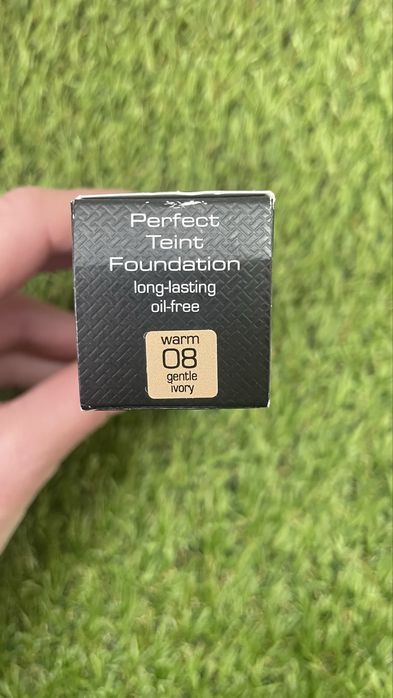 Perfect
Teint
Foundation
long-lasting
oil-free
warm
08
gentle
ivory